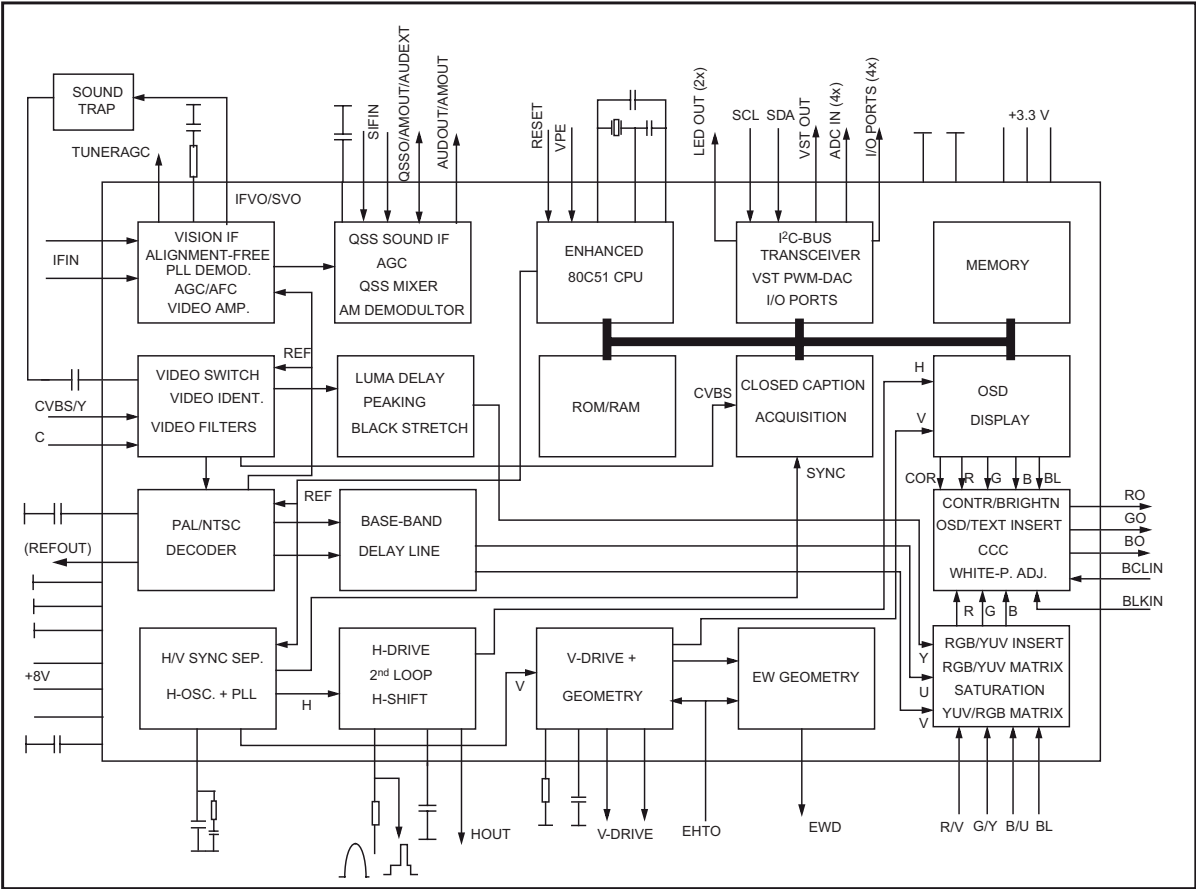 SOUND
TRAP
TUNERAGC
IFVO/SVO
SIFIN
QSSO/AMOUT/AUDEXT
AUDOUT/AMOUT
RESET
VPE
LED OUT (2x)
SCL
SDA
VST OUT
ADC IN (4x)
I/O PORTS (4x)
+3.3 V
IFIN
VISION IF
ALIGNMENT-FREE
PLL DEMOD.
AGC/AFC
VIDEO AMP.
QSS SOUND IF
AGC
QSS MIXER
AM DEMODULTOR
ENHANCED
80C51 CPU
I²C-BUS
TRANSCEIVER
VST PWM-DAC
I/O PORTS
MEMORY
REF
CVBS/Y
C
VIDEO SWITCH
VIDEO IDENT.
VIDEO FILTERS
LUMA DELAY
PEAKING
BLACK STRETCH
ROM/RAM
CVBS
CLOSED CAPTION
ACQUISITION
SYNC
H
V
OSD
DISPLAY
COR
R
G
B
BL
(REFOUT)
PAL/NTSC
DECODER
REF
BASE-BAND
DELAY LINE
CONTR/BRIGHTN
OSD/TEXT INSERT
CCC
WHITE-P. ADJ.
RO
GO
BO
BCLIN
BLKIN
R
G
B
+8V
H/V SYNC SEP.
H-OSC. + PLL
H
H-DRIVE
2nd LOOP
H-SHIFT
V
V-DRIVE +
GEOMETRY
EW GEOMETRY
Y
U
V
RGB/YUV INSERT
RGB/YUV MATRIX
SATURATION
YUV/RGB MATRIX
HOUT
V-DRIVE
EHTO
EWD
R/V
G/Y
B/U
BL